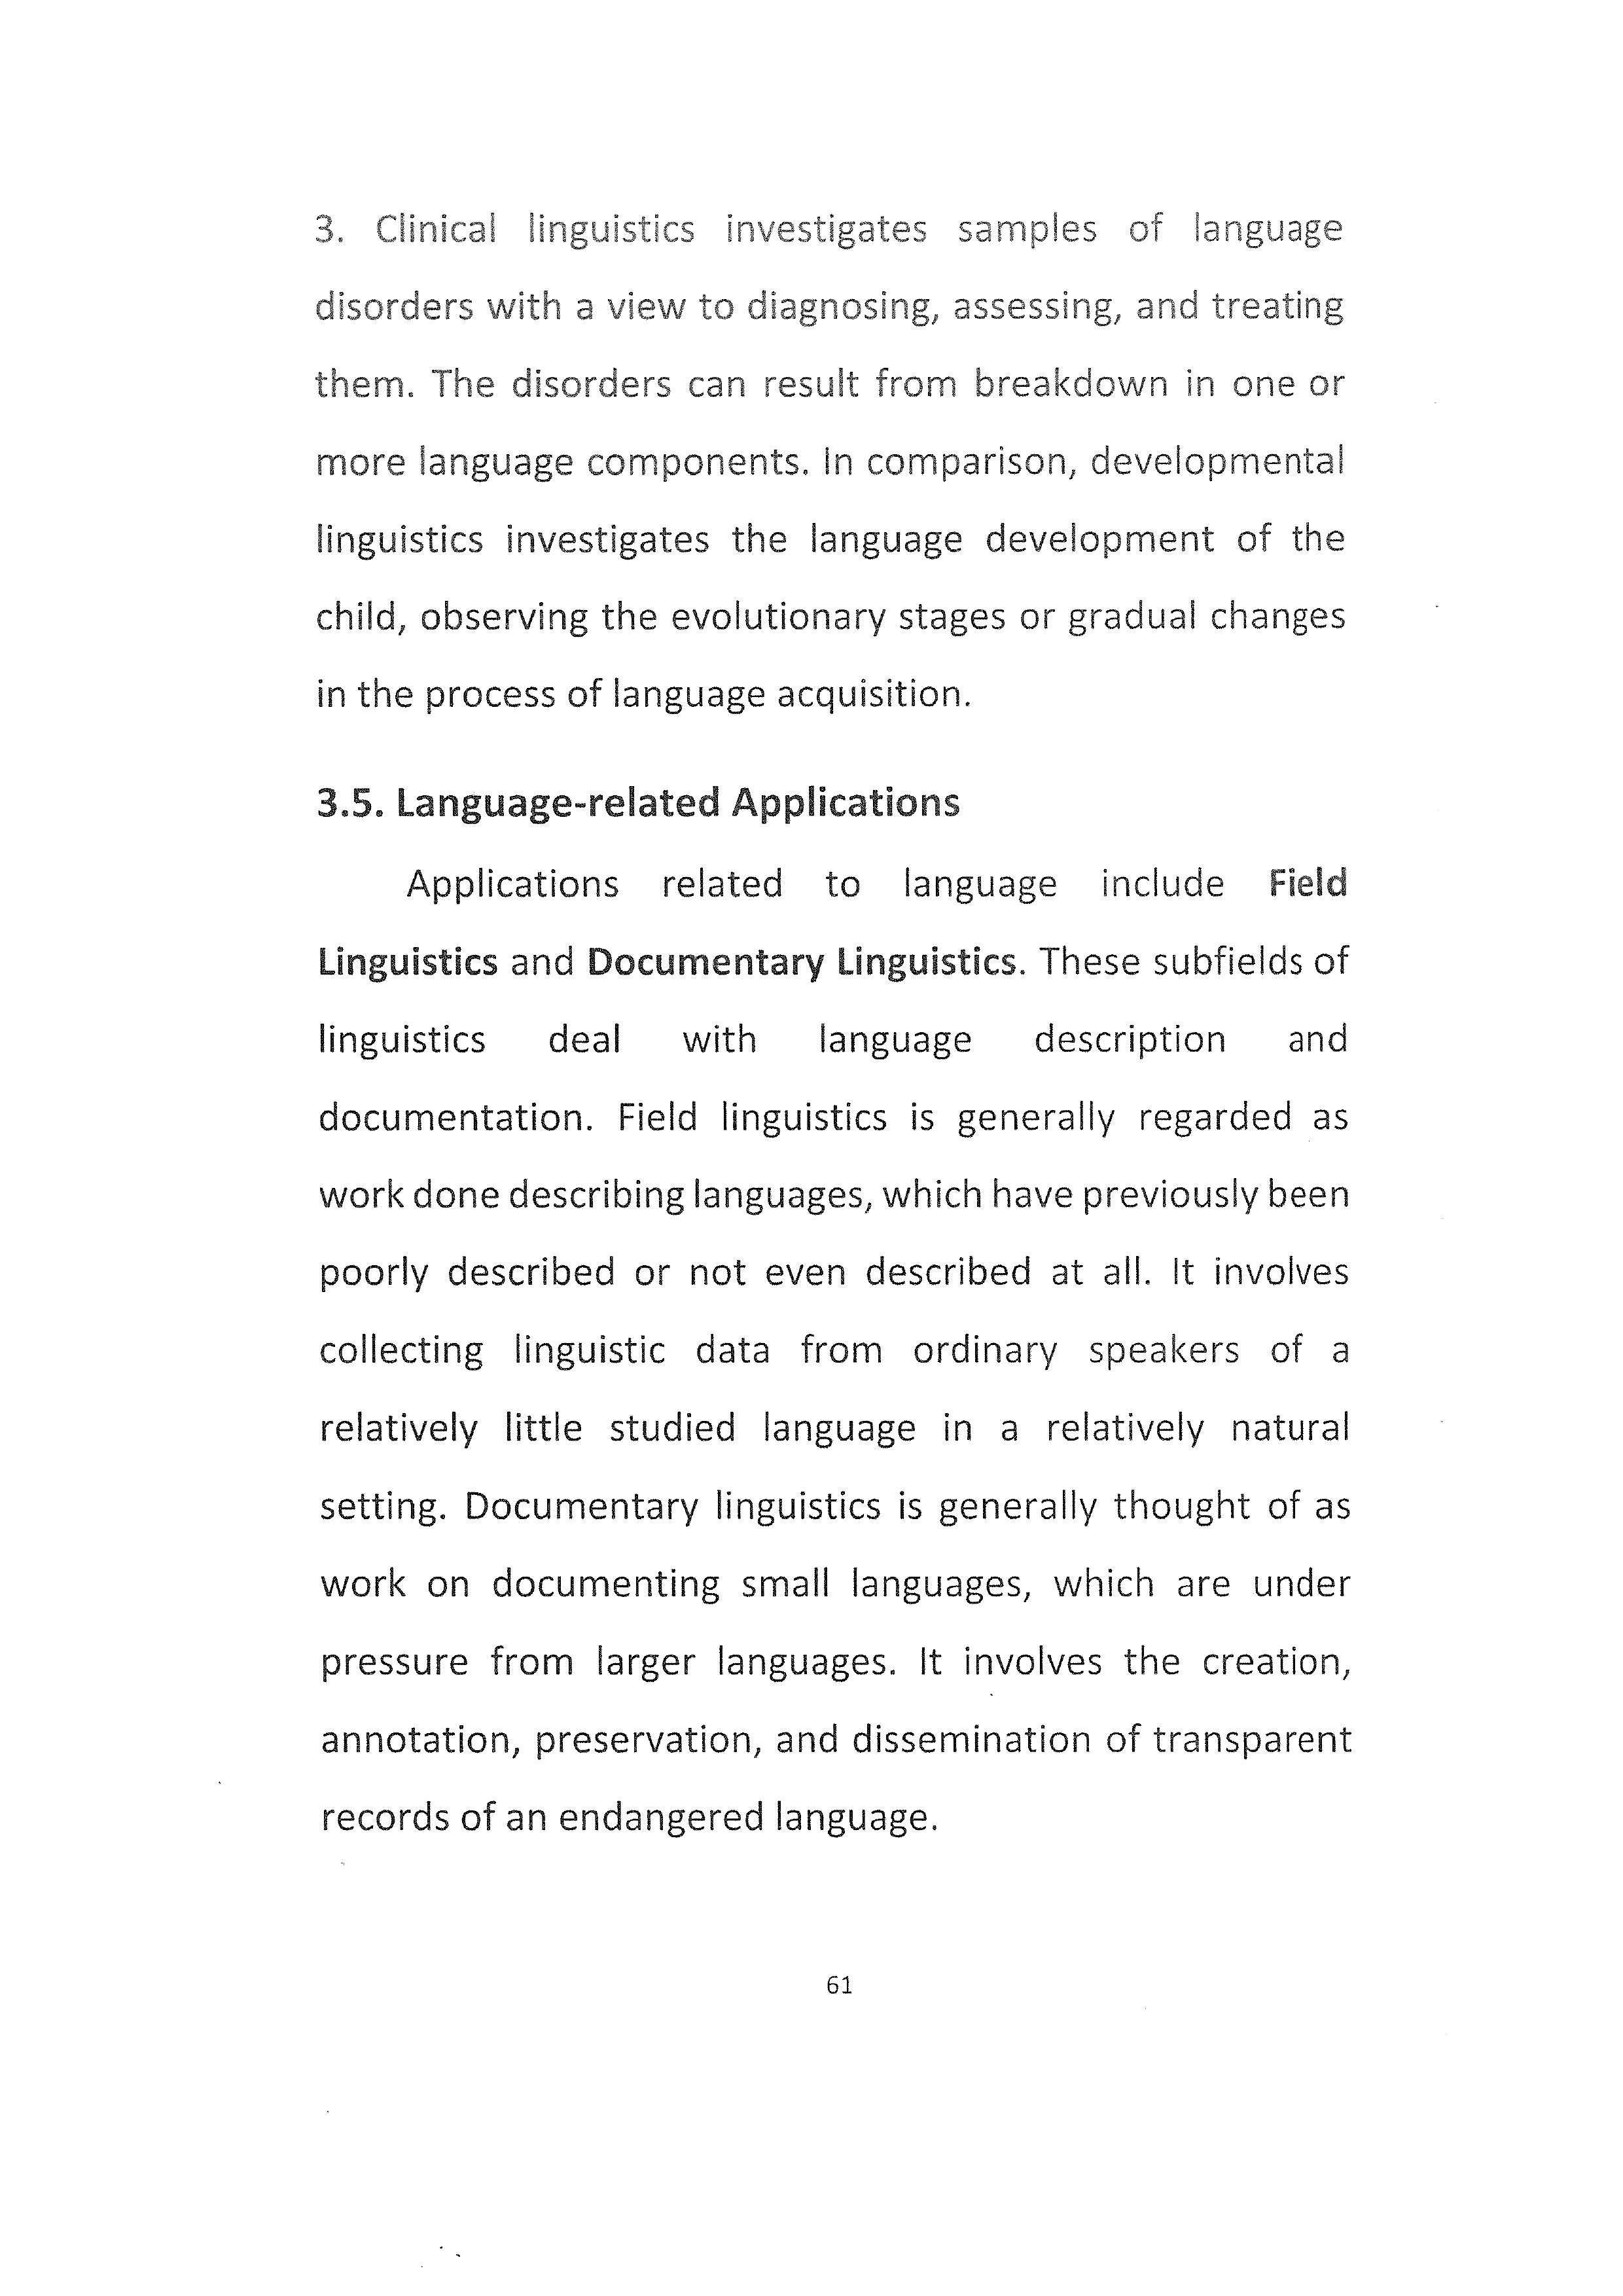 3. Clinical linguistics investigates samples of language
disorders with a view to diagnosing, assessing, and treating
them. The disorders can result from breakdown in one or
more language components. In comparison, developmental
linguistics investigates the language development of the
child, observing the evolutionary stages or gradual changes
in the process of language acquisition.
3.5. Language-related Applications
Applications related to language include Field
Linguistics and Documentary Linguistics. These subfields of
linguistics deal with language description and
documentation. Field linguistics is generally regarded as
work done describing languages, which have previously been
poorly described or not even described at all. It involves
collecting linguistic data from ordinary speakers of a
relatively little studied language in a relatively natural
setting. Documentary linguistics is generally thought of as
work on documenting small languages, which are under
pressure from larger languages. It involves the creation,
annotation, preservation, and dissemination of transparent
records of an endangered language.
61